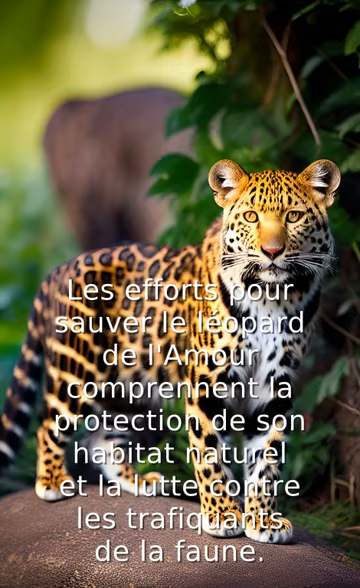 Les efforts pour
sauver le léopard
de l'Amour
comprennent la
protection de son
habitat naturel
et la lutte contre
les trafiquants
de la faune.